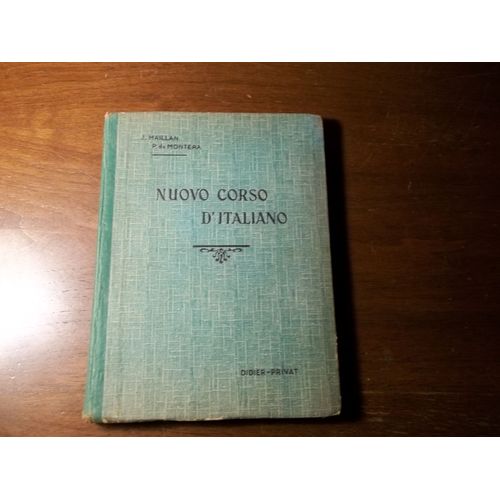 J. MAILLAN
P. de MONTERA
NUOVO CORSO
D'ITALIANO
DIDIER-PRIVAT